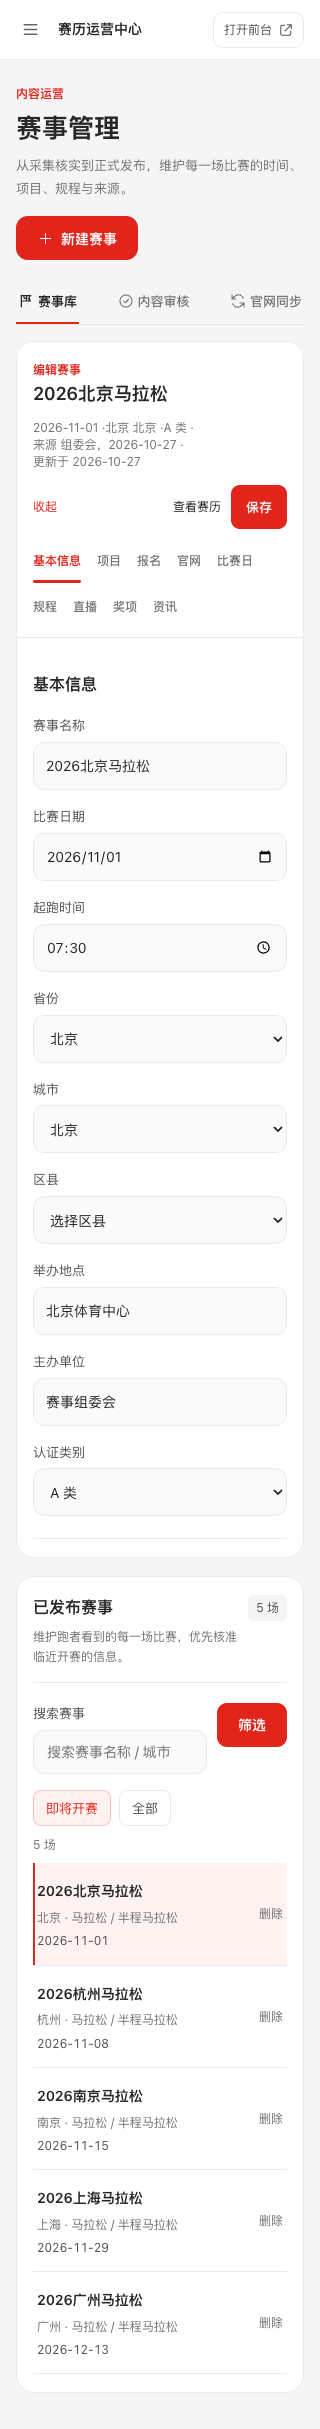 赛历运营中心
打开前台
内容运营
赛事管理
从采集核实到正式发布，维护每一场比赛的时间、
项目、规程与来源。
新建赛事
赛事库
内容审核
官网同步
编辑赛事
2026北京马拉松
2026-11-01 ·北京 北京 ·A 类 ·
来源 组委会，2026-10-27 ·
更新于 2026-10-27
收起
查看赛历
保存
基本信息 项目 报名 官网 比赛日
规程 直播 奖项 资讯
基本信息
赛事名称
2026北京马拉松
比赛日期
2026/11/01
起跑时间
07:30
省份
北京
城市
北京
区县
选择区县
举办地点
北京体育中心
主办单位
赛事组委会
认证类别
A 类
已发布赛事
5 场
维护跑者看到的每一场比赛，优先核准
临近开赛的信息。
搜索赛事
搜索赛事名称 / 城市
筛选
即将开赛
全部
5 场
2026北京马拉松
北京 · 马拉松 / 半程马拉松
2026-11-01
删除
2026杭州马拉松
杭州 · 马拉松 / 半程马拉松
2026-11-08
删除
2026南京马拉松
南京 · 马拉松 / 半程马拉松
2026-11-15
删除
2026上海马拉松
上海 · 马拉松 / 半程马拉松
2026-11-29
删除
2026广州马拉松
广州 · 马拉松 / 半程马拉松
2026-12-13
删除